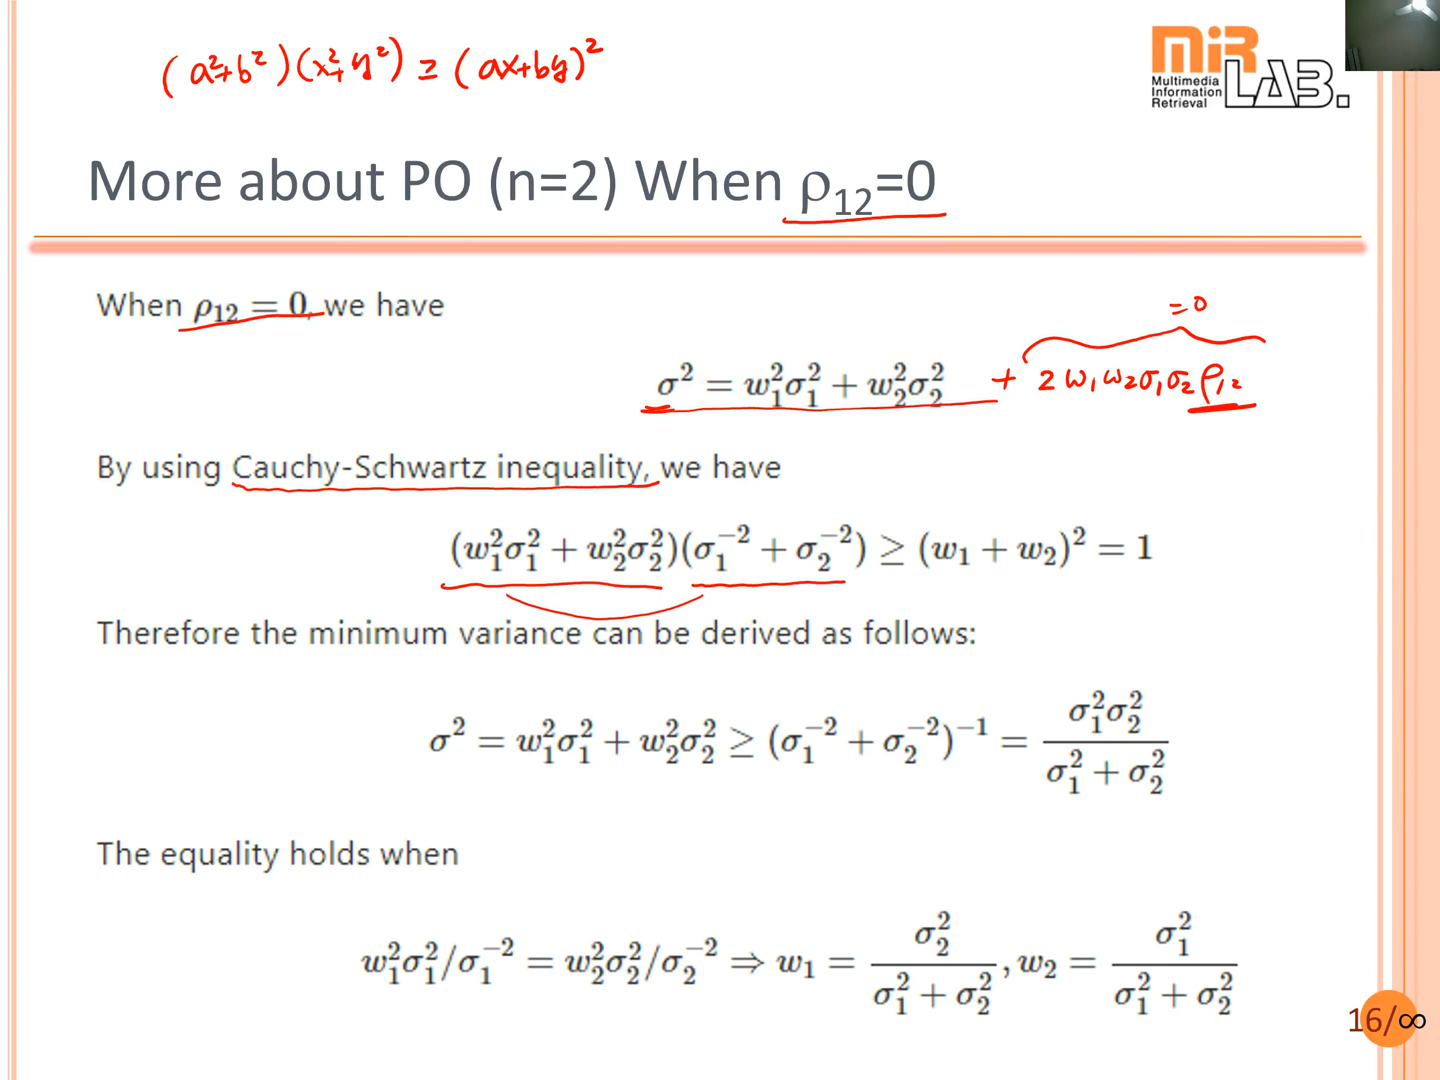 (a²+b²)(x²+y²) ≥ (ax+by)²
MIR LAB.
Multimedia
Information
Retrieval
More about PO (n=2) When ρ₁₂=0
When ρ₁₂ = 0, we have
=0
σ² = w₁²σ₁² + w₂²σ₂² + 2w₁w₂σ₁σ₂ρ₁₂
By using Cauchy-Schwartz inequality, we have
(w₁²σ₁² + w₂²σ₂²)(σ₁⁻² + σ₂⁻²) ≥ (w₁ + w₂)² = 1
Therefore the minimum variance can be derived as follows:
σ² = w₁²σ₁² + w₂²σ₂² ≥ (σ₁⁻² + σ₂⁻²)⁻¹ = σ₁²σ₂² / (σ₁² + σ₂²)
The equality holds when
w₁²σ₁²/σ₁⁻² = w₂²σ₂²/σ₂⁻² ⇒ w₁ = σ₂² / (σ₁² + σ₂²), w₂ = σ₁² / (σ₁² + σ₂²)
16/∞